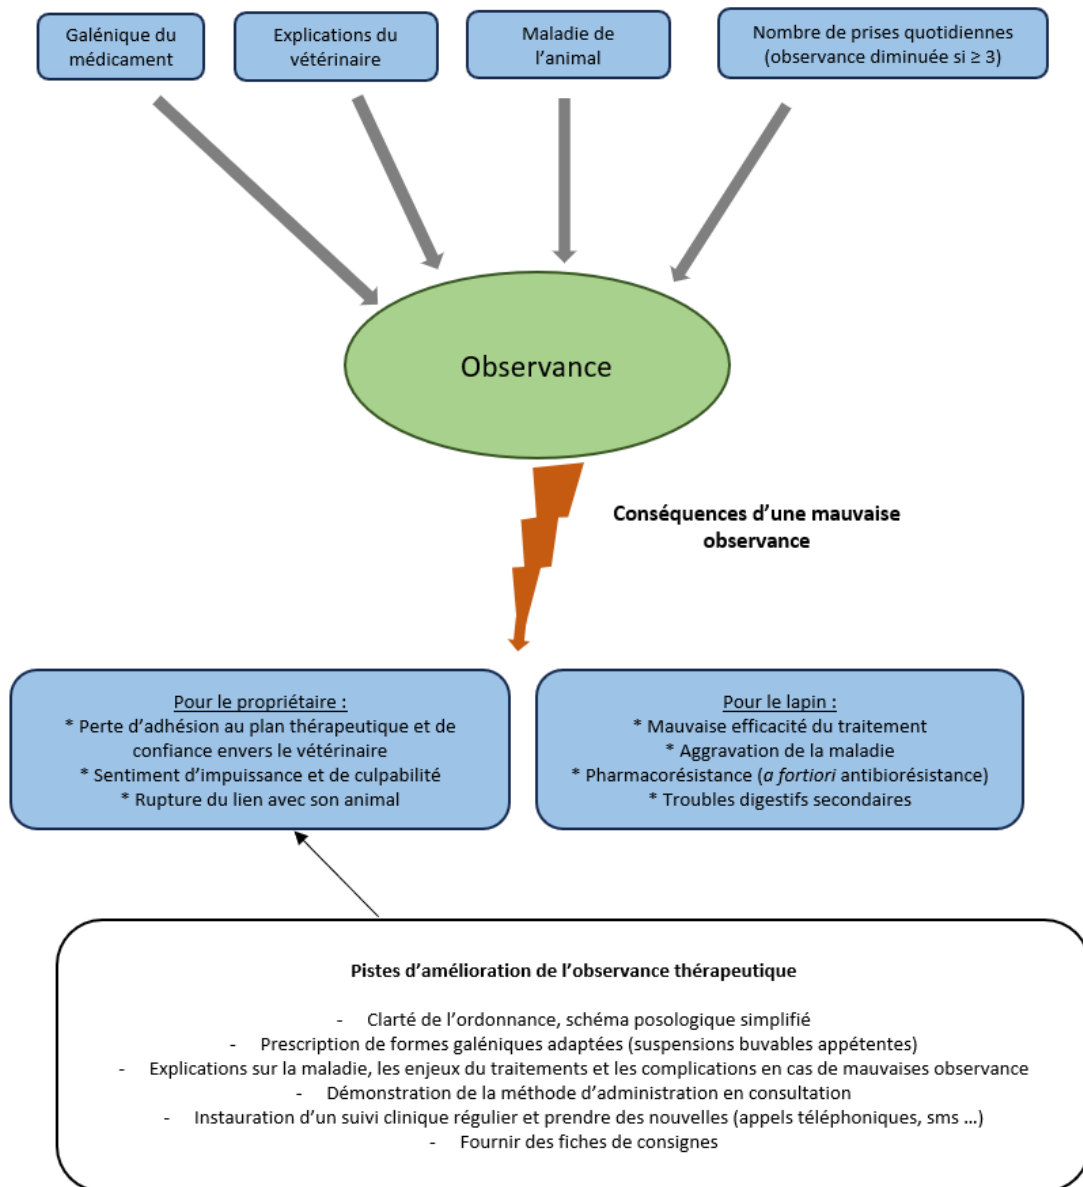 Galénique du
médicament
Explications du
vétérinaire
Maladie de
l'animal
Nombre de prises quotidiennes
(observance diminuée si ≥ 3)
Observance
Conséquences d'une mauvaise
observance
Pour le propriétaire :
* Perte d'adhésion au plan thérapeutique et de
confiance envers le vétérinaire
* Sentiment d'impuissance et de culpabilité
* Rupture du lien avec son animal
Pour le lapin :
* Mauvaise efficacité du traitement
* Aggravation de la maladie
* Pharmacorésistance (a fortiori antibiorésistance)
* Troubles digestifs secondaires
Pistes d'amélioration de l'observance thérapeutique
- Clarté de l'ordonnance, schéma posologique simplifié
- Prescription de formes galéniques adaptées (suspensions buvables appétentes)
- Explications sur la maladie, les enjeux du traitements et les complications en cas de mauvaises observance
- Démonstration de la méthode d'administration en consultation
- Instauration d'un suivi clinique régulier et prendre des nouvelles (appels téléphoniques, sms ...)
- Fournir des fiches de consignes